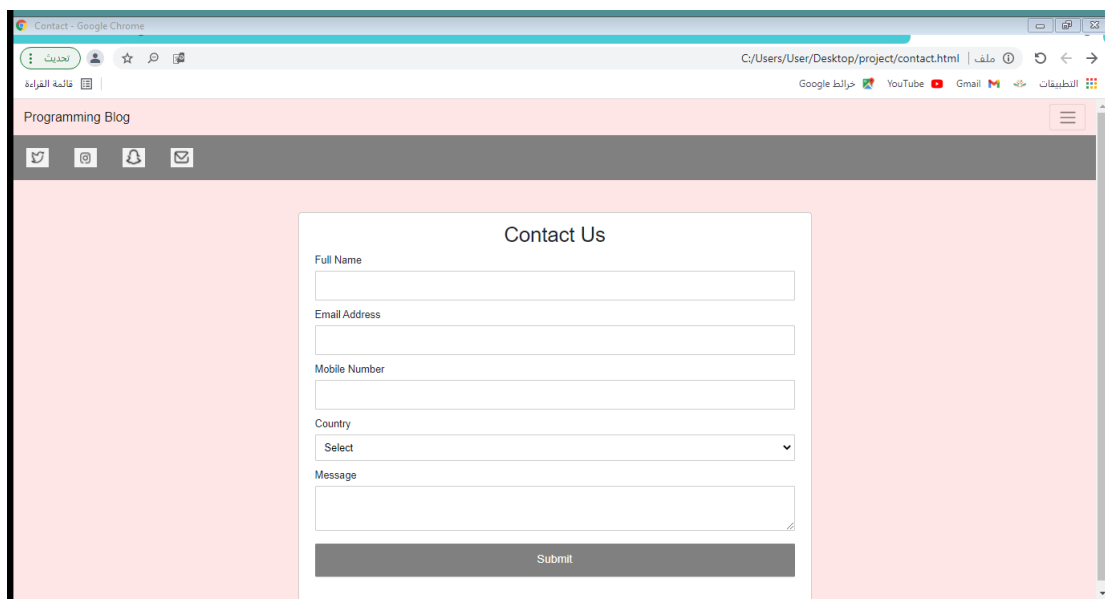 Contact - Google Chrome
تحديث
C:/Users/User/Desktop/project/contact.html | ملف
التطبيقات Gmail YouTube خرائط Google
قائمة القراءة
Programming Blog
Contact Us
Full Name
Email Address
Mobile Number
Country
Select
Message
Submit